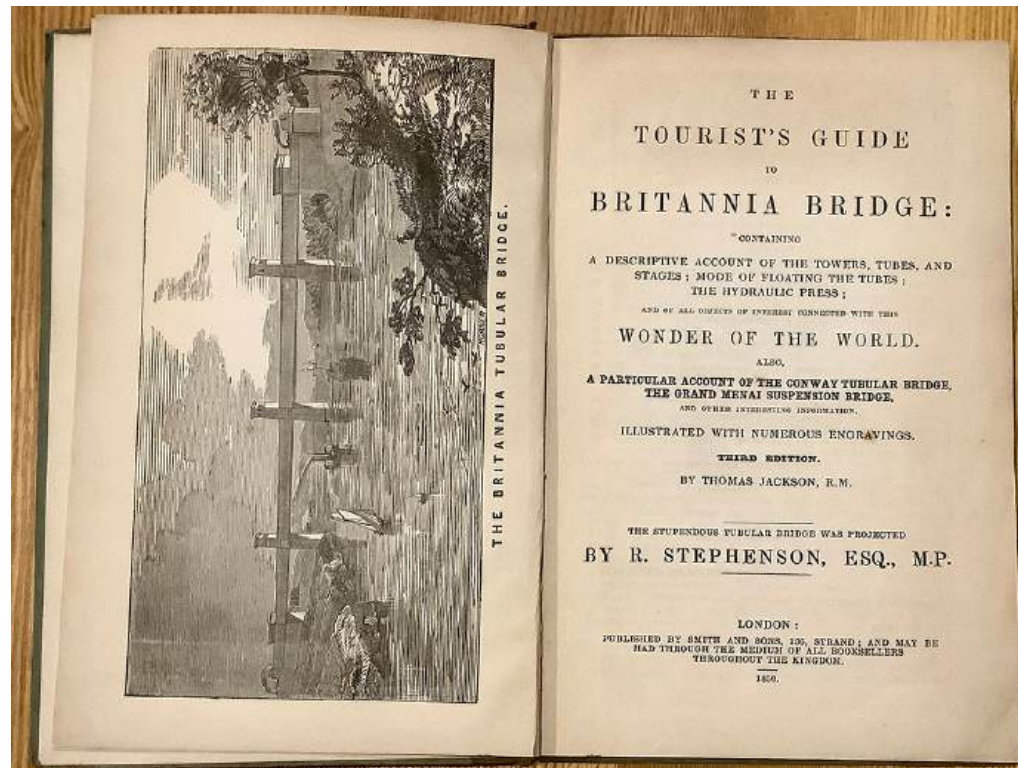 THE BRITANNIA TUBULAR BRIDGE.
THE
TOURIST'S GUIDE
TO
BRITANNIA BRIDGE:
CONTAINING
A DESCRIPTIVE ACCOUNT OF THE TOWERS, TUBES, AND
STAGES; MODE OF FLOATING THE TUBES;
THE HYDRAULIC PRESS;
AND OF ALL OBJECTS OF INTEREST CONNECTED WITH THIS
WONDER OF THE WORLD.
ALSO,
A PARTICULAR ACCOUNT OF THE CONWAY TUBULAR BRIDGE,
THE GRAND MENAI SUSPENSION BRIDGE,
AND OTHER INTERESTING INFORMATION.
ILLUSTRATED WITH NUMEROUS ENGRAVINGS.
THIRD EDITION.
BY THOMAS JACKSON, R.M.
THE STUPENDOUS TUBULAR BRIDGE WAS PROJECTED
BY R. STEPHENSON, ESQ., M.P.
LONDON:
PUBLISHED BY SMITH AND SONS, 136, STRAND; AND MAY BE
HAD THROUGH THE MEDIUM OF ALL BOOKSELLERS
THROUGHOUT THE KINGDOM.
1850.